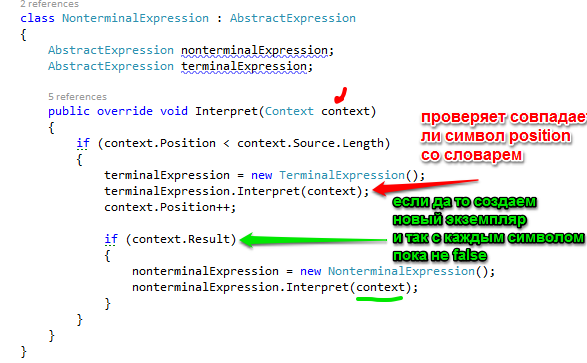 2 references
class NonterminalExpression : AbstractExpression
{
AbstractExpression nonterminalExpression;
AbstractExpression terminalExpression;
5 references
public override void Interpret(Context context)
{
if (context.Position < context.Source.Length)
{
terminalExpression = new TerminalExpression();
terminalExpression.Interpret(context);
context.Position++;
if (context.Result)
{
nonterminalExpression = new NonterminalExpression();
nonterminalExpression.Interpret(context);
}
}
}
}
проверяет совпадае
ли символ position
со словарем
если да то создаем
новый экземпляр
и так с каждым символом
пока не false